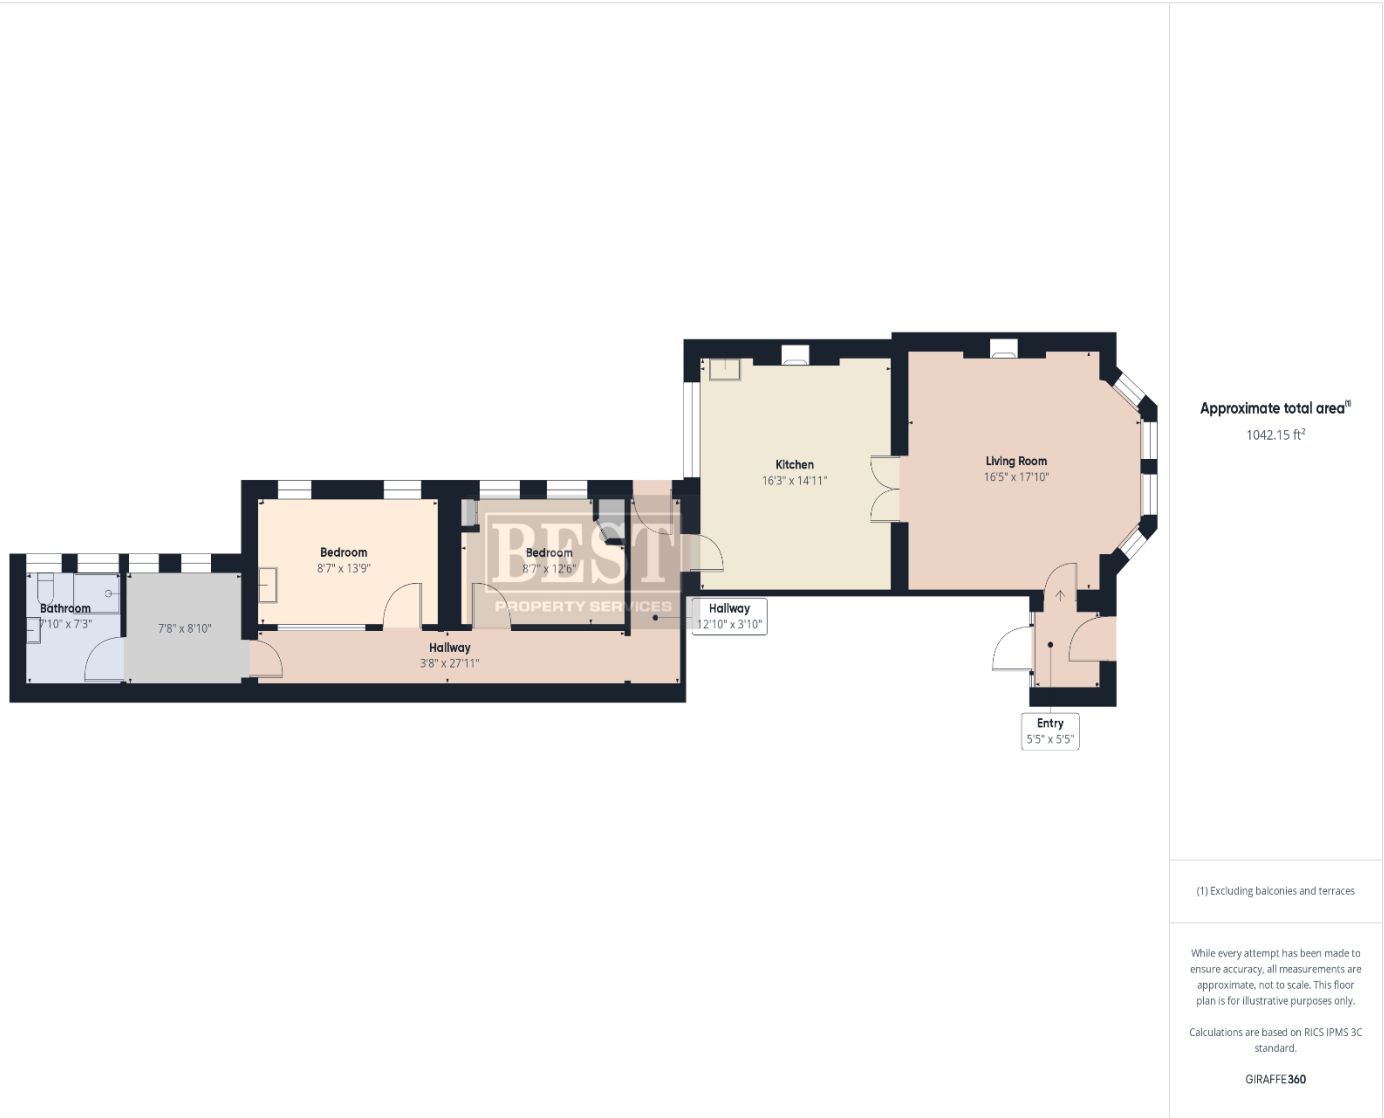 Kitchen
16'3" x 14'11"
Living Room
16'5" x 17'10"
Bedroom
8'7" x 13'9"
Bedroom
8'7" x 12'6"
BEST
PROPERTY SERVICES
Bathroom
7'10" x 7'3"
7'8" x 8'10"
Hallway
12'10" x 3'10"
Hallway
3'8" x 27'11"
Entry
5'5" x 5'5"
Approximate total area(1)
1042.15 ft²
(1) Excluding balconies and terraces
While every attempt has been made to
ensure accuracy, all measurements are
approximate, not to scale. This floor
plan is for illustrative purposes only.
Calculations are based on RICS IPMS 3C
standard.
GIRAFFE360